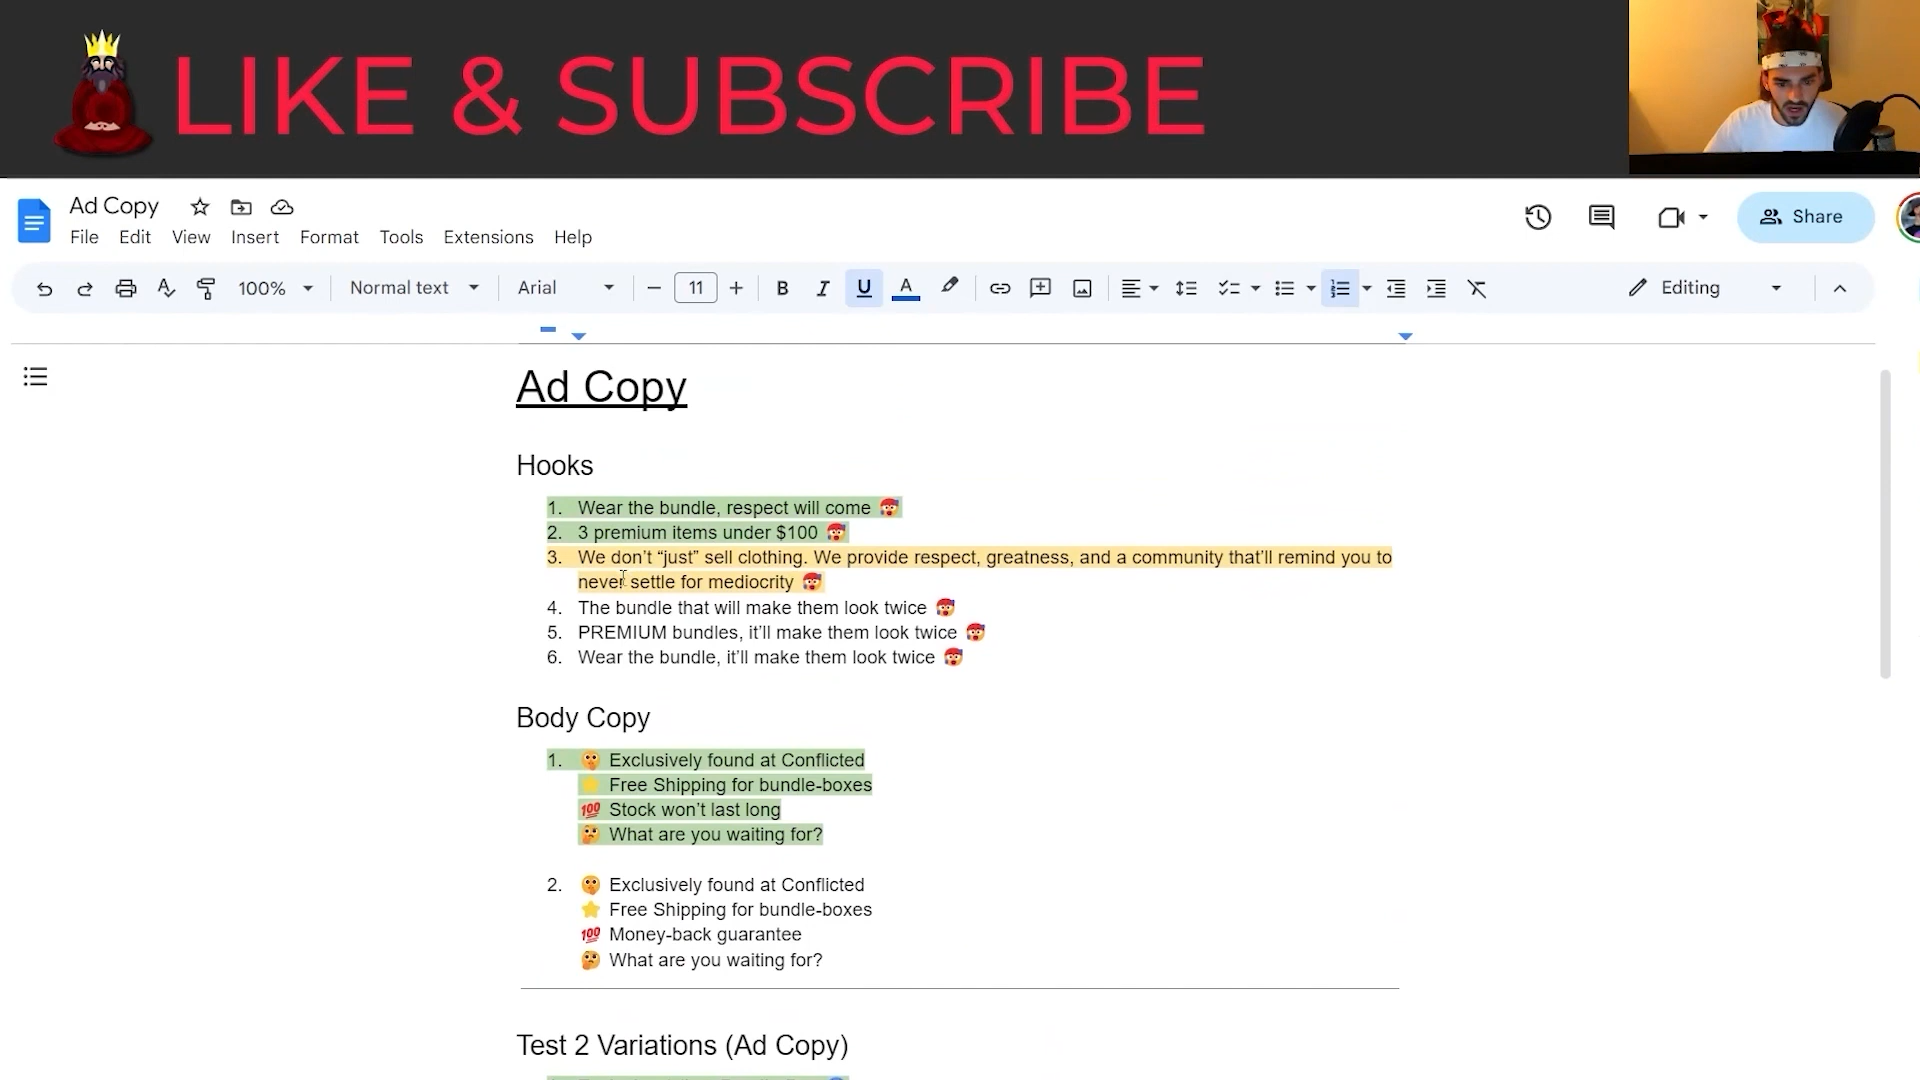 LIKE & SUBSCRIBE
Ad Copy
File Edit View Insert Format Tools Extensions Help
Share
100% Normal text Arial 11 Editing
Ad Copy
Hooks
1. Wear the bundle, respect will come 🥵
2. 3 premium items under $100 🥵
3. We don’t “just” sell clothing. We provide respect, greatness, and a community that’ll remind you to
never settle for mediocrity 🥵
4. The bundle that will make them look twice 🥵
5. PREMIUM bundles, it’ll make them look twice 🥵
6. Wear the bundle, it’ll make them look twice 🥵
Body Copy
1. 🤫 Exclusively found at Conflicted
⭐ Free Shipping for bundle-boxes
💯 Stock won’t last long
🤔 What are you waiting for?
2. 🤫 Exclusively found at Conflicted
⭐ Free Shipping for bundle-boxes
💯 Money-back guarantee
🤔 What are you waiting for?
Test 2 Variations (Ad Copy)